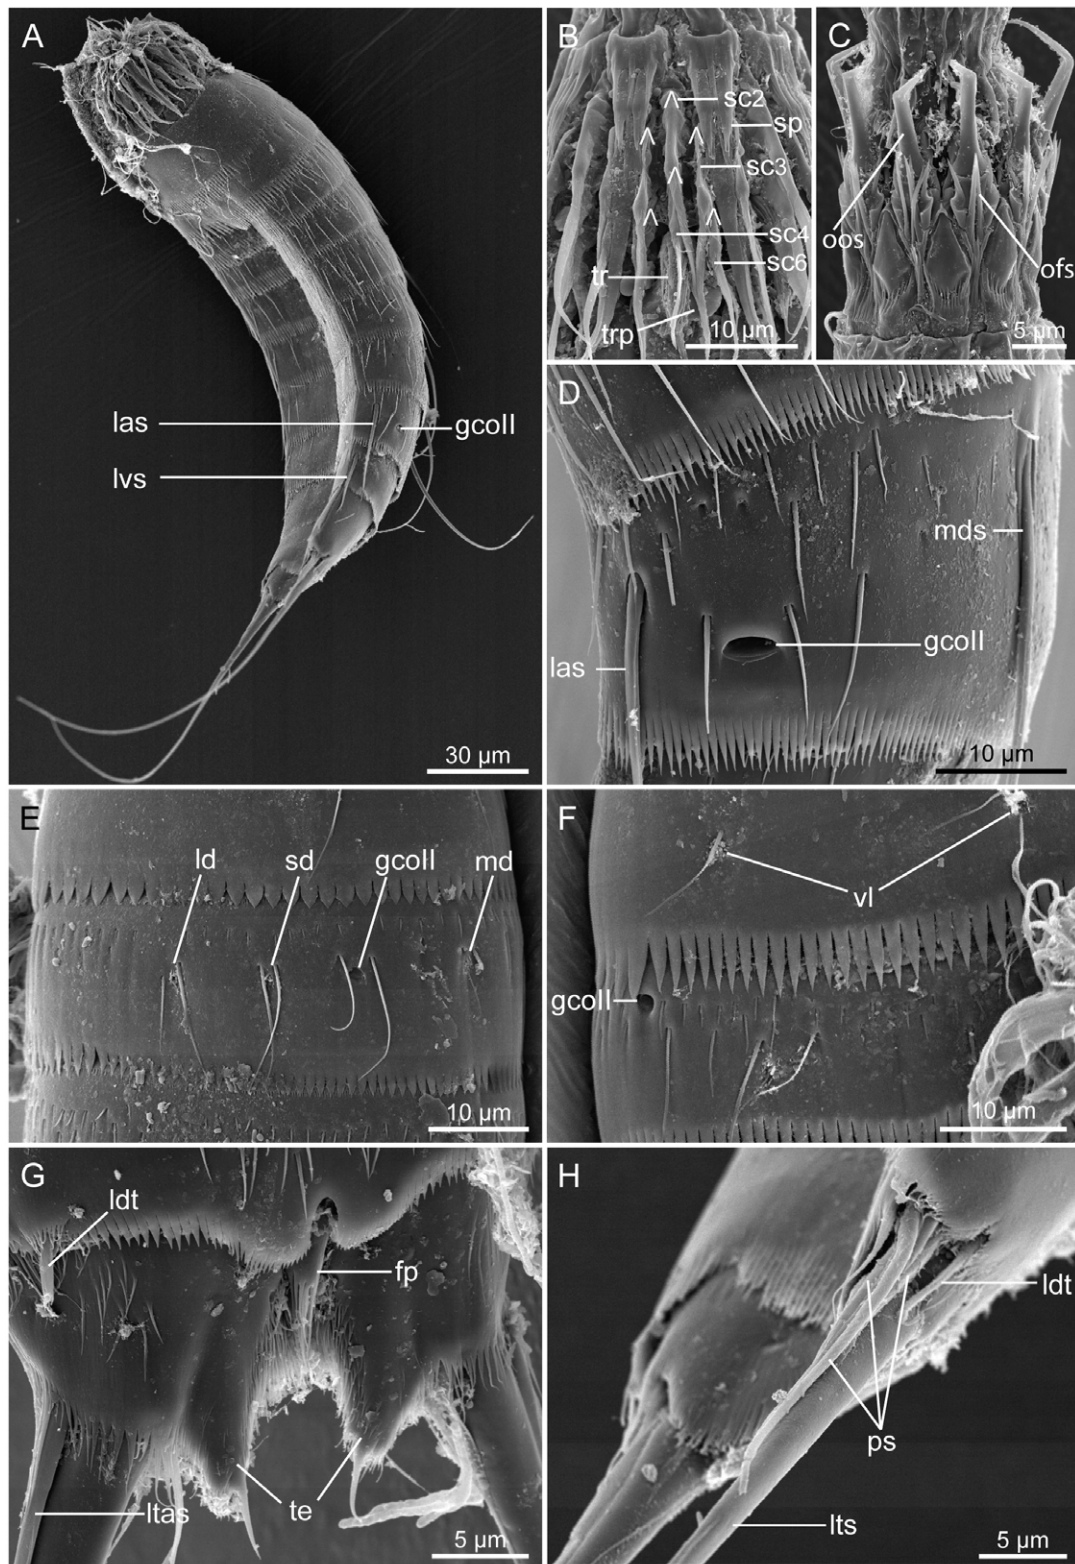 A
las
gcoII
lvs
30 µm
B
sc2
sp
sc3
sc4
sc6
tr
trp
10 µm
C
oos
ofs
5 µm
D
mds
gcoII
las
10 µm
E
ld sd gcoII md
10 µm
F
vl
gcoII
10 µm
G
ldt
fp
te
ltas
5 µm
H
ldt
ps
lts
5 µm